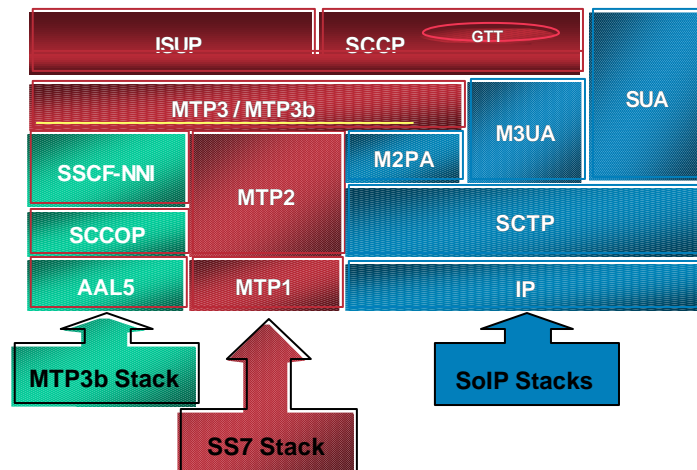 ISUP
SCCP
GTT
MTP3 / MTP3b
M3UA
SUA
SSCF-NNI
MTP2
M2PA
SCCOP
SCTP
AAL5
MTP1
IP
MTP3b Stack
SS7 Stack
SoIP Stacks